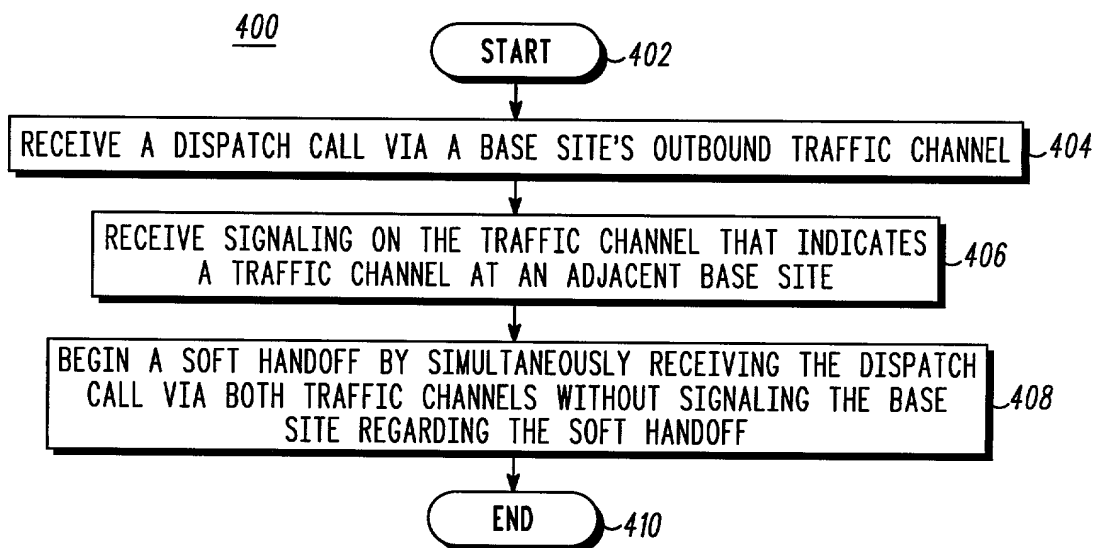 400
START
402
RECEIVE A DISPATCH CALL VIA A BASE SITE'S OUTBOUND TRAFFIC CHANNEL
404
RECEIVE SIGNALING ON THE TRAFFIC CHANNEL THAT INDICATES
A TRAFFIC CHANNEL AT AN ADJACENT BASE SITE
406
BEGIN A SOFT HANDOFF BY SIMULTANEOUSLY RECEIVING THE DISPATCH
CALL VIA BOTH TRAFFIC CHANNELS WITHOUT SIGNALING THE BASE
SITE REGARDING THE SOFT HANDOFF
408
END
410